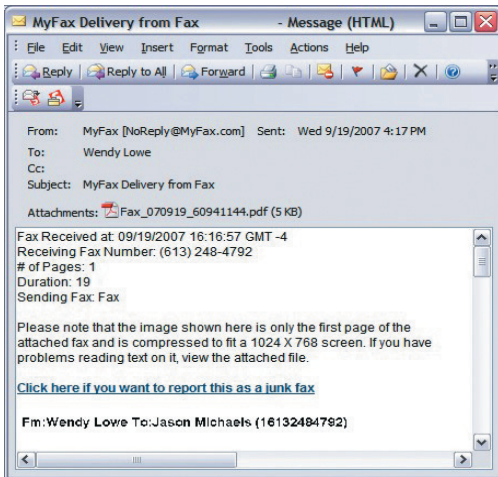 MyFax Delivery from Fax - Message (HTML)
File Edit View Insert Format Tools Actions Help
Reply Reply to All Forward
From: MyFax [NoReply@MyFax.com] Sent: Wed 9/19/2007 4:17 PM
To: Wendy Lowe
Cc:
Subject: MyFax Delivery from Fax
Attachments: Fax_070919_60941144.pdf (5 KB)
Fax Received at: 09/19/2007 16:16:57 GMT -4
Receiving Fax Number: (613) 248-4792
# of Pages: 1
Duration: 19
Sending Fax: Fax
Please note that the image shown here is only the first page of the
attached fax and is compressed to fit a 1024 X 768 screen. If you have
problems reading text on it, view the attached file.
Click here if you want to report this as a junk fax
Fm:Wendy Lowe To:Jason Michaels (16132484792)